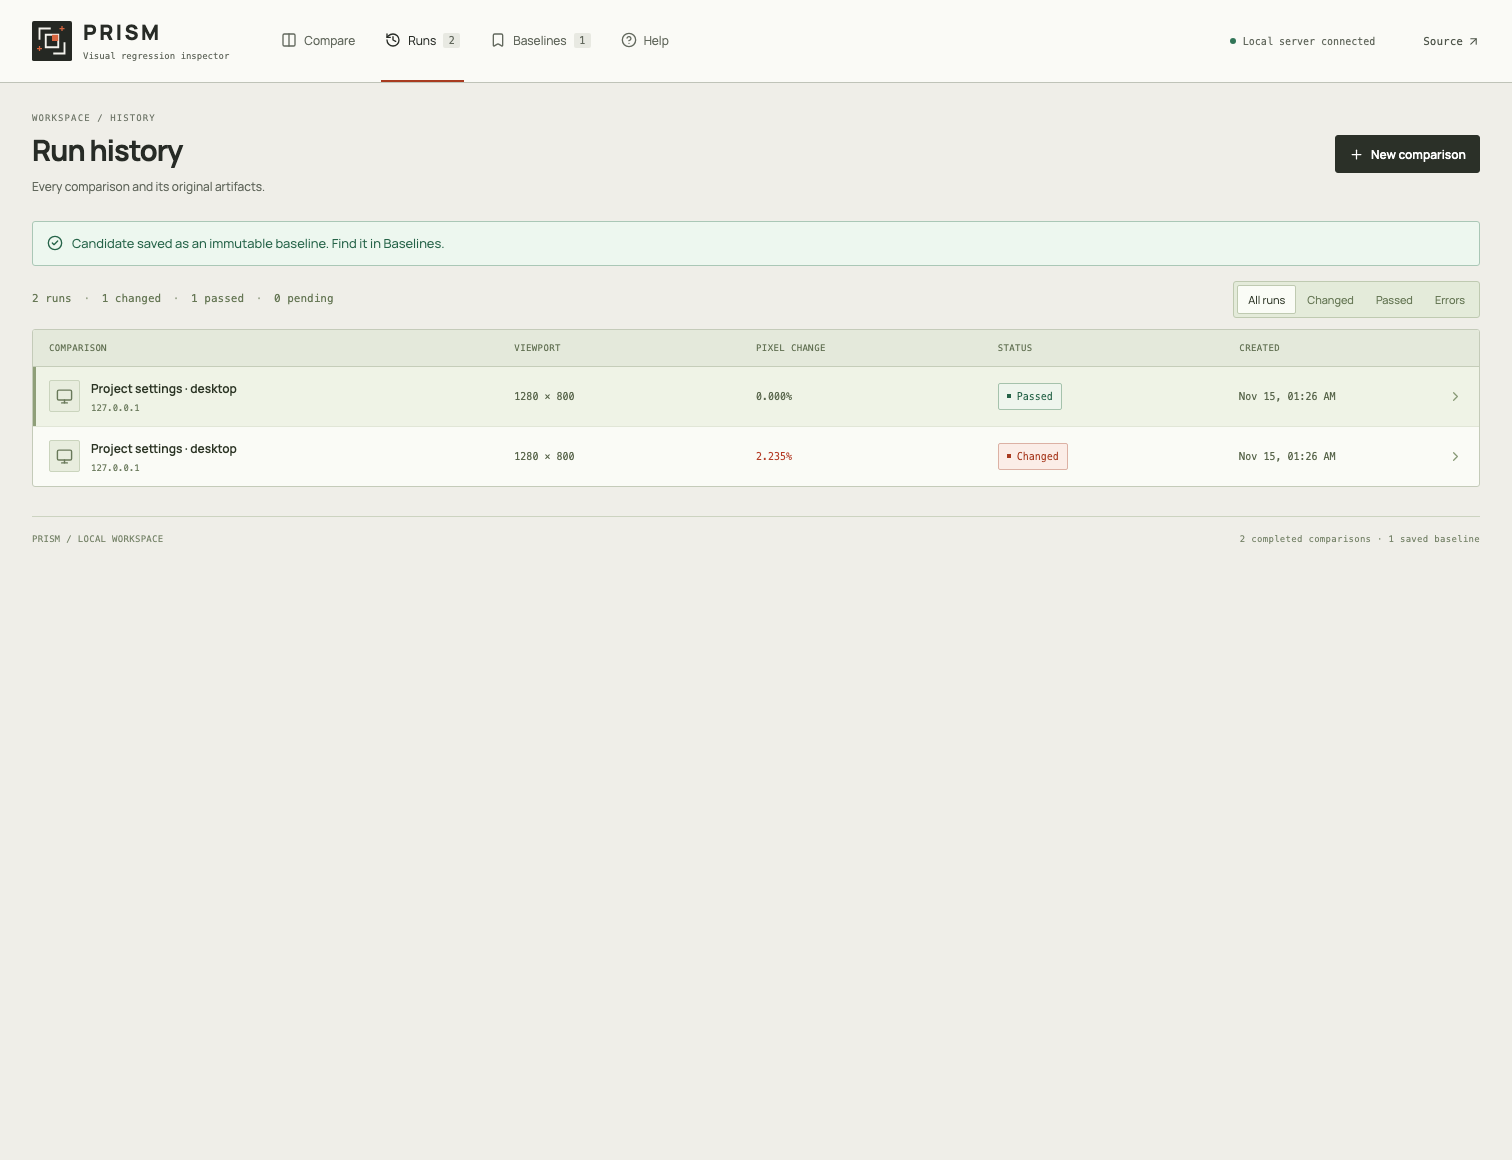 PRISM
Visual regression inspector
Compare
Runs 2
Baselines 1
Help
Local server connected
Source
WORKSPACE / HISTORY
Run history
Every comparison and its original artifacts.
New comparison
Candidate saved as an immutable baseline. Find it in Baselines.
2 runs · 1 changed · 1 passed · 0 pending
All runs Changed Passed Errors
COMPARISON VIEWPORT PIXEL CHANGE STATUS CREATED
Project settings · desktop
127.0.0.1
1280 × 800 0.000% Passed Nov 15, 01:26 AM
Project settings · desktop
127.0.0.1
1280 × 800 2.235% Changed Nov 15, 01:26 AM
PRISM / LOCAL WORKSPACE
2 completed comparisons · 1 saved baseline